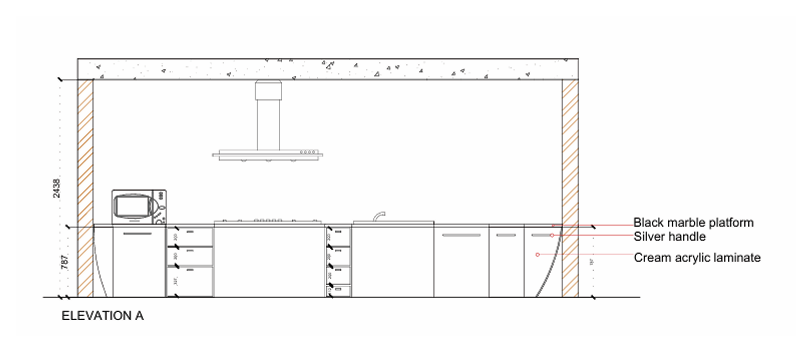 2438
Black marble platform
Silver handle
787
Cream acrylic laminate
ELEVATION A